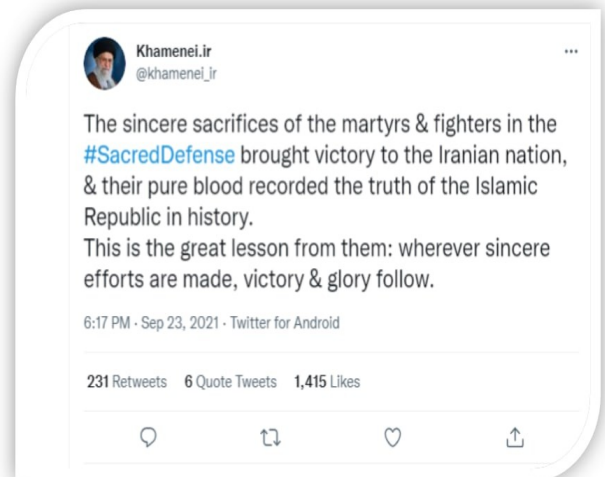 Khamenei.ir
@khamenei_ir
The sincere sacrifices of the martyrs & fighters in the
#SacredDefense brought victory to the Iranian nation,
& their pure blood recorded the truth of the Islamic
Republic in history.
This is the great lesson from them: wherever sincere
efforts are made, victory & glory follow.
6:17 PM · Sep 23, 2021 · Twitter for Android
231 Retweets 6 Quote Tweets 1,415 Likes